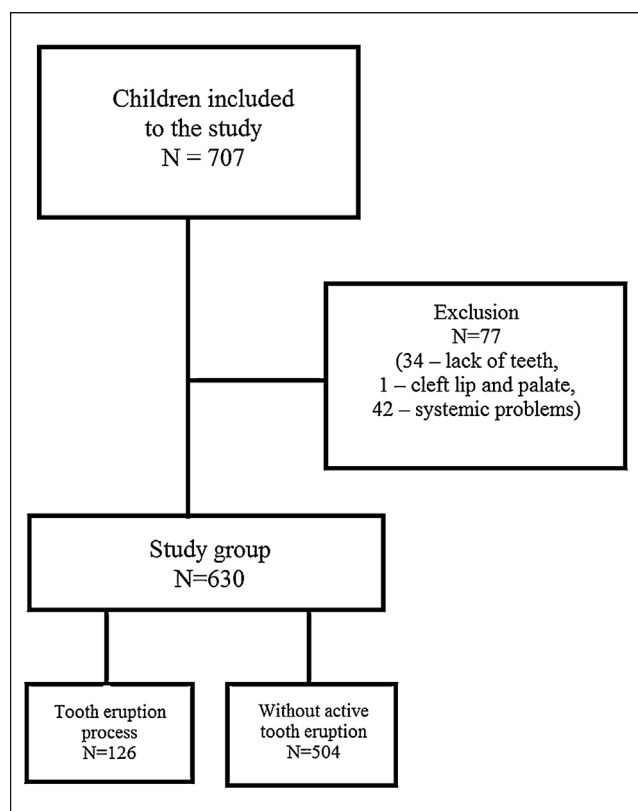 Children included
to the study
N = 707
Exclusion
N=77
(34 – lack of teeth,
1 – cleft lip and palate,
42 – systemic problems)
Study group
N=630
Tooth eruption
process
N=126
Without active
tooth eruption
N=504